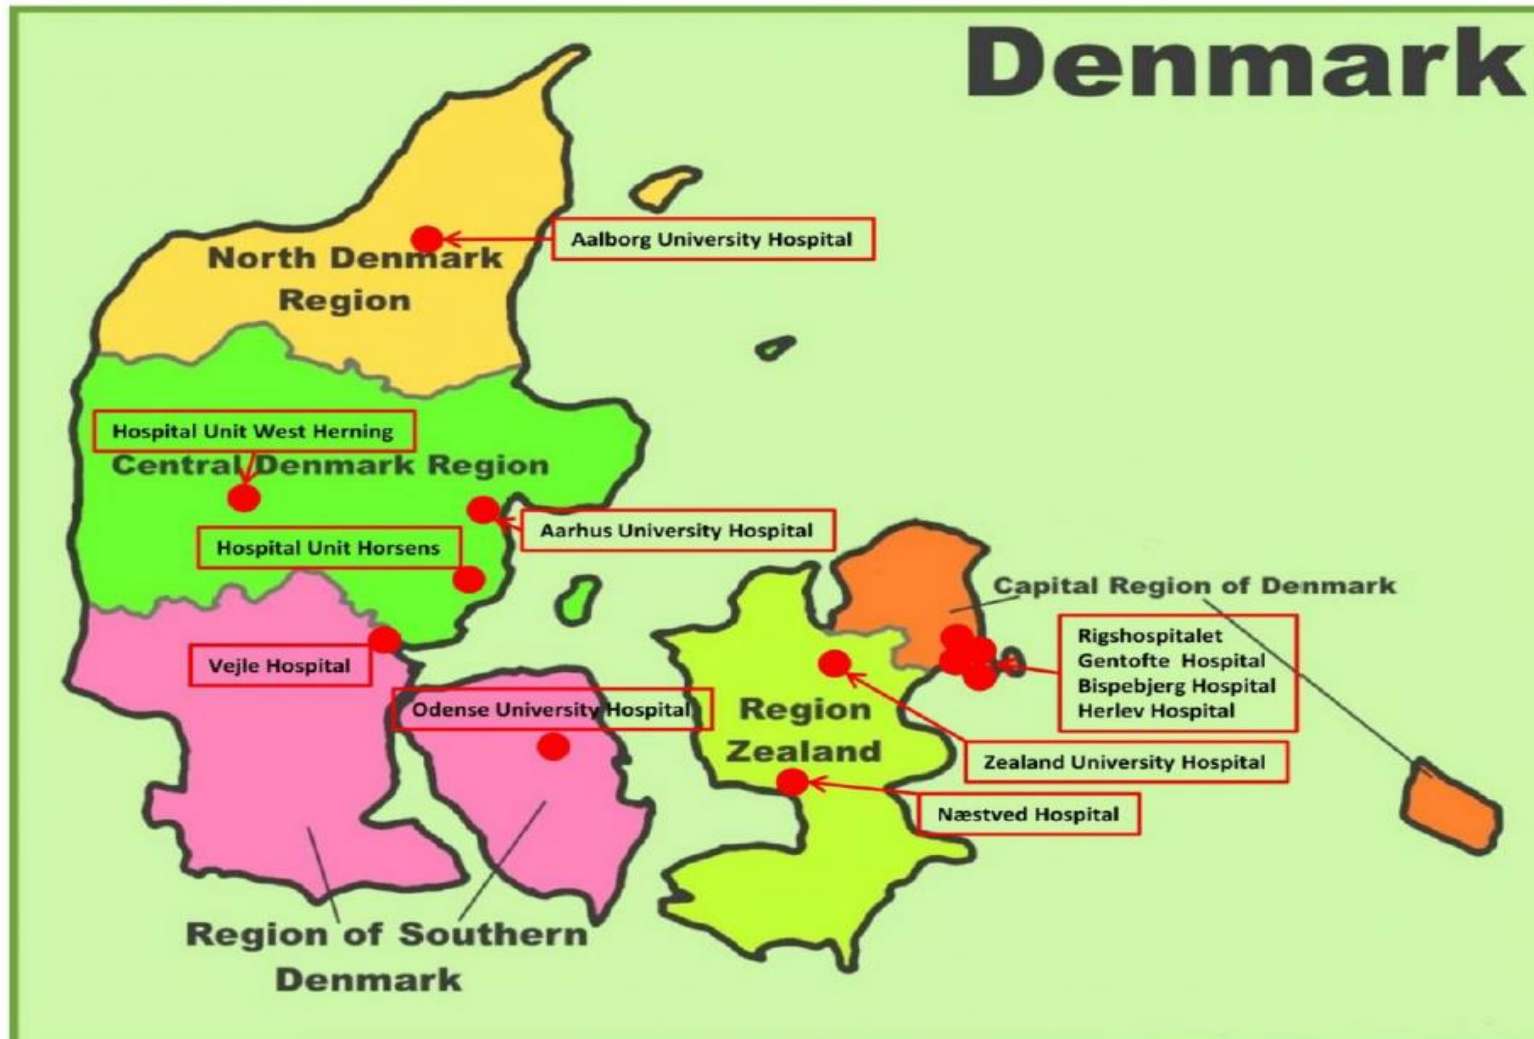 Denmark
Aalborg University Hospital
North Denmark
Region
Hospital Unit West Herning
Central Denmark Region
Aarhus University Hospital
Hospital Unit Horsens
Capital Region of Denmark
Rigshospitalet
Gentofte Hospital
Bispebjerg Hospital
Herlev Hospital
Vejle Hospital
Odense University Hospital
Region
Zealand
Zealand University Hospital
Næstved Hospital
Region of Southern
Denmark